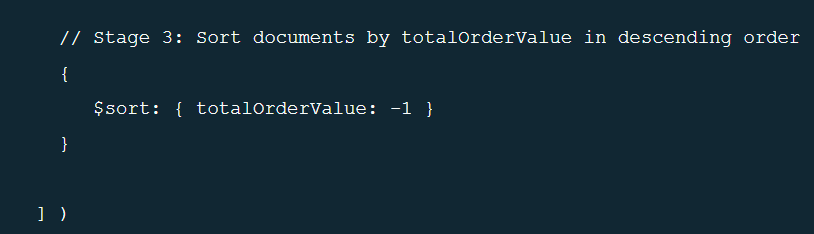 // Stage 3: Sort documents by totalOrderValue in descending order
{
$sort: { totalOrderValue: -1 }
}
] )